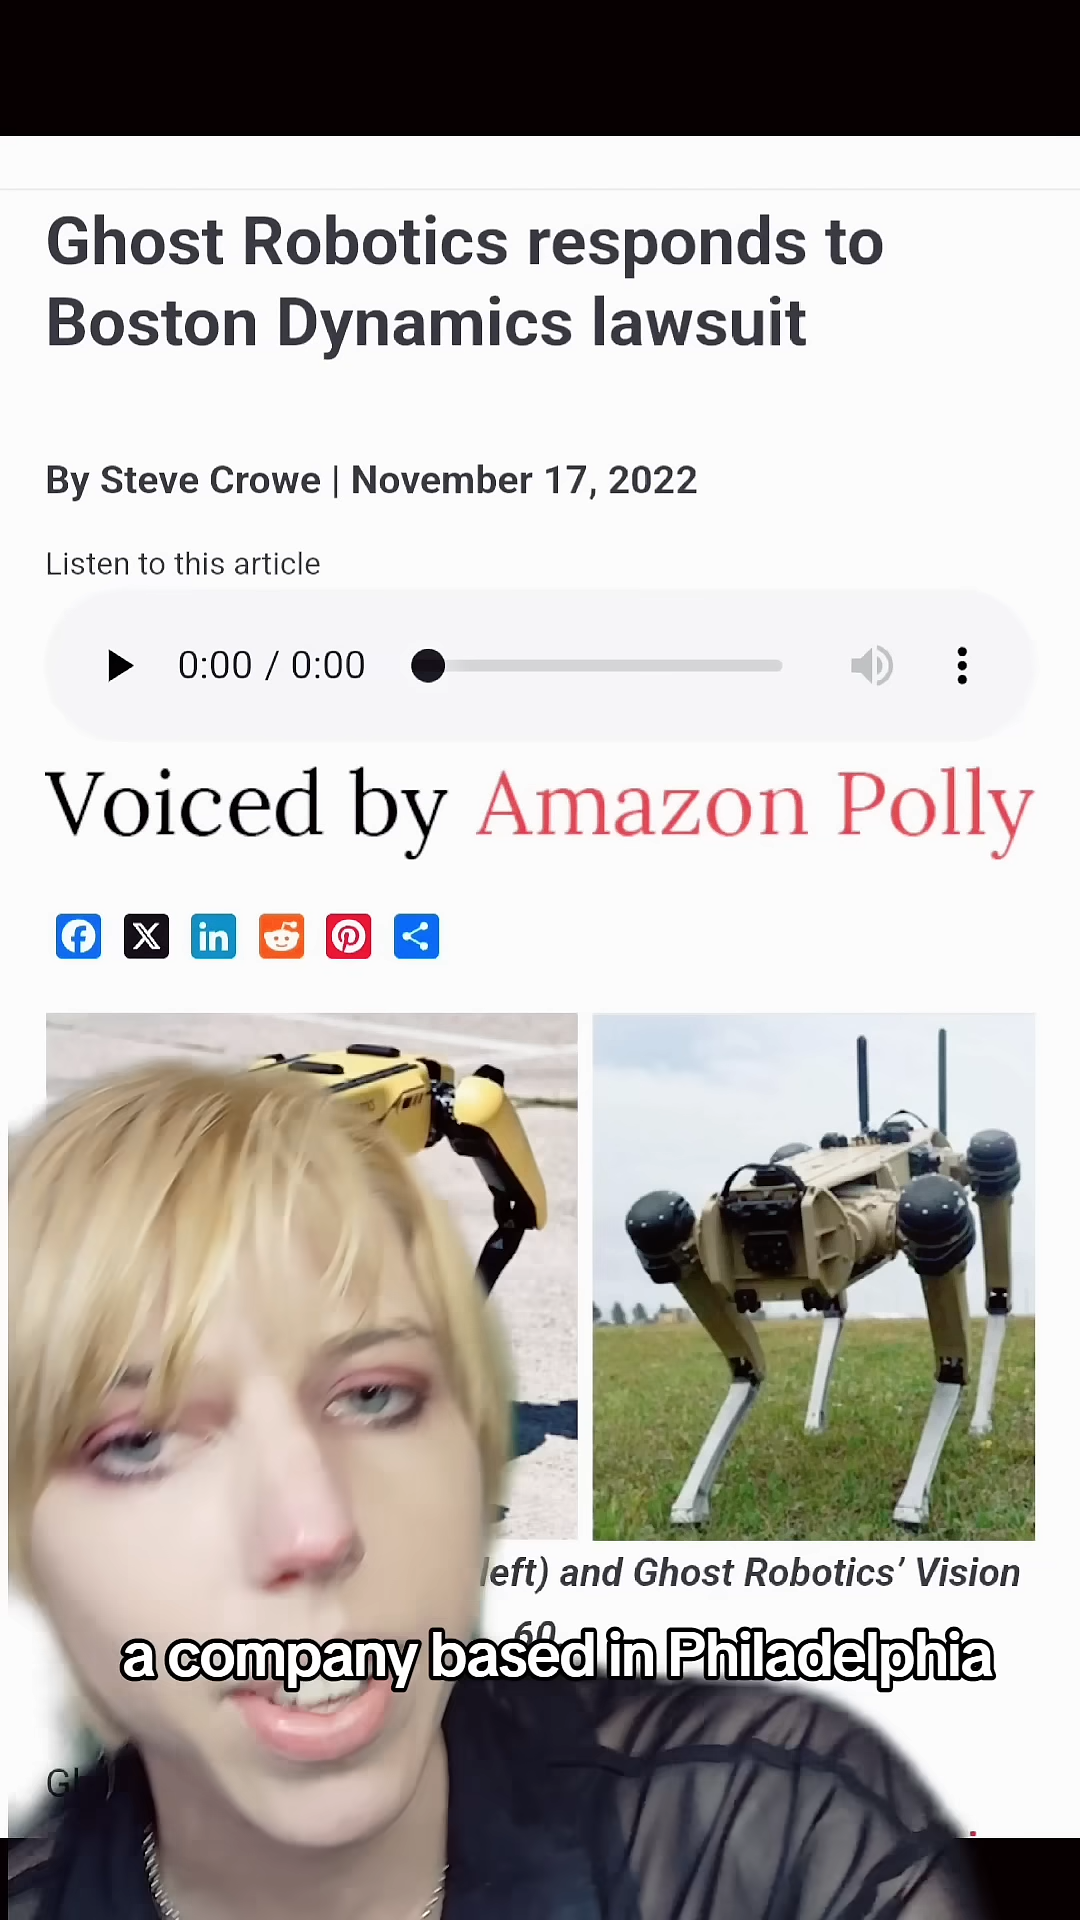 Ghost Robotics responds to
Boston Dynamics lawsuit
By Steve Crowe | November 17, 2022
Listen to this article
0:00 / 0:00
Voiced by Amazon Polly
left) and Ghost Robotics’ Vision
60
a company based in Philadelphia